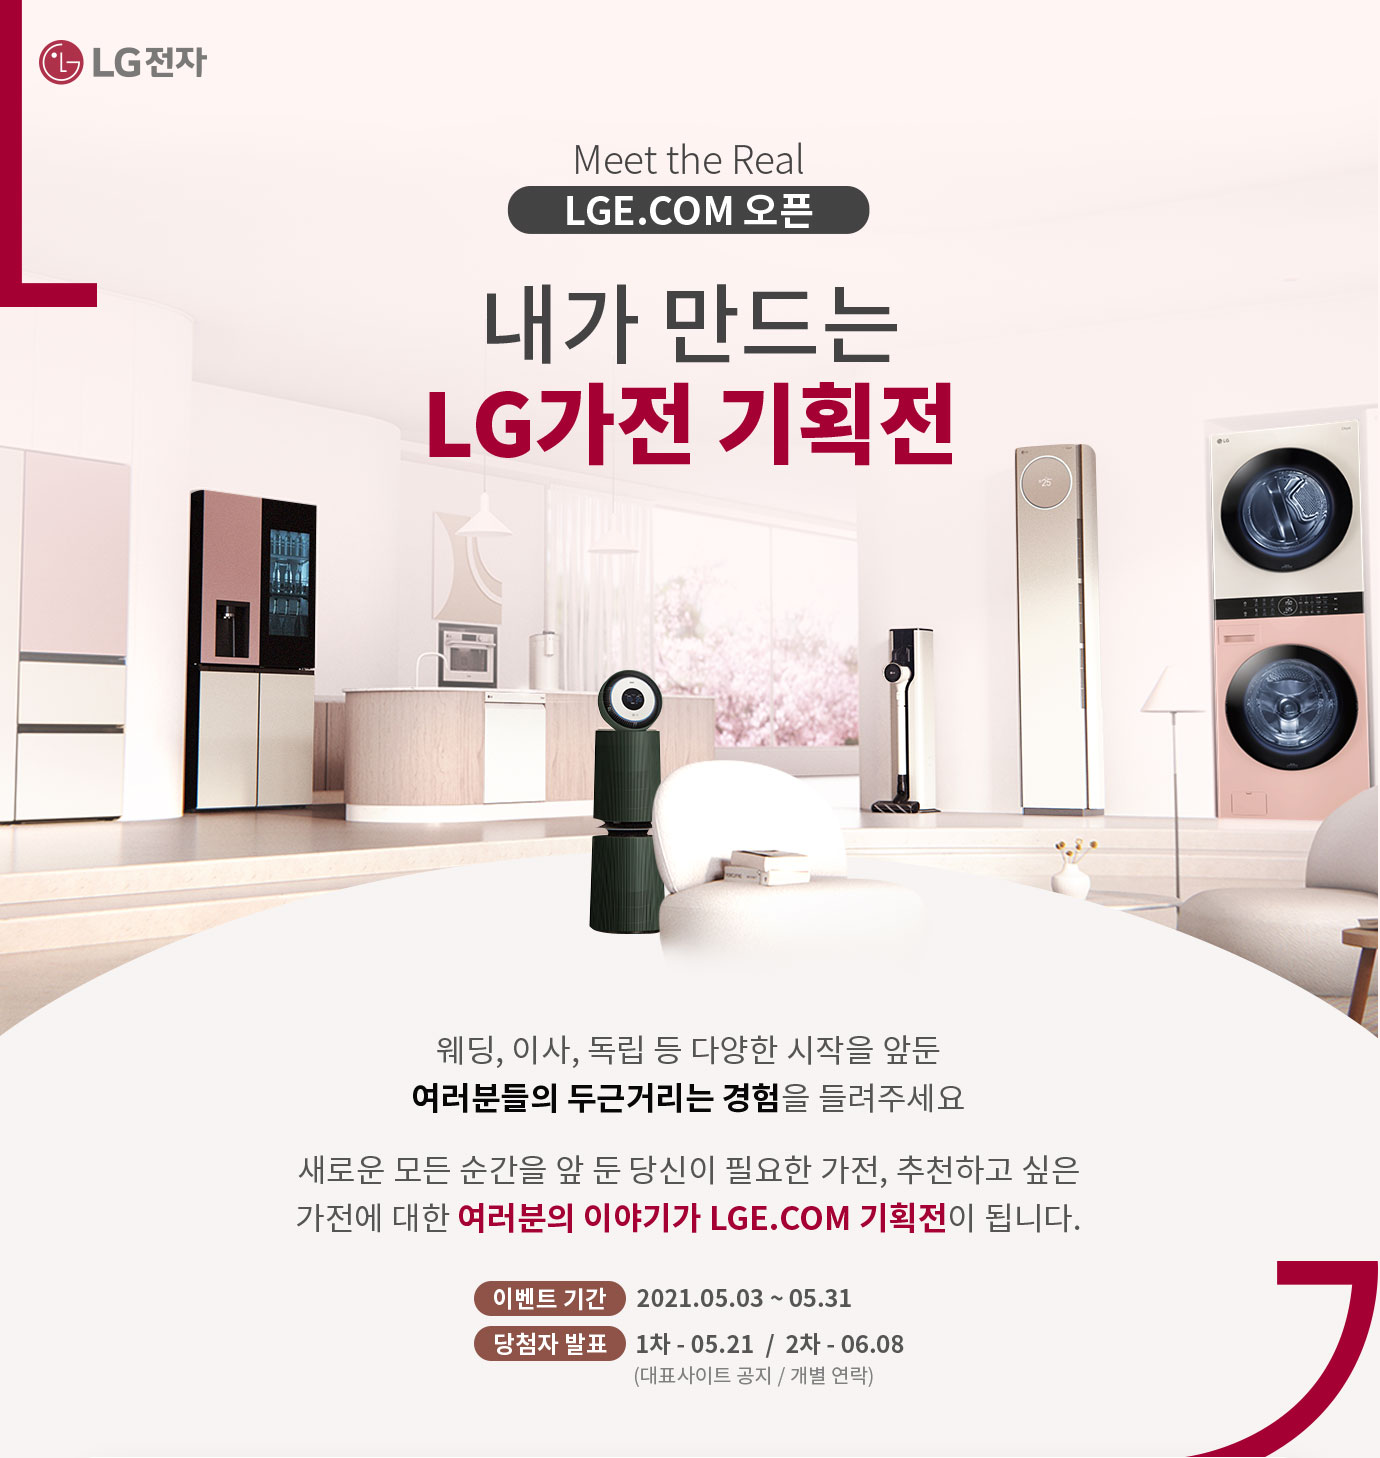 LG전자
Meet the Real
LGE.COM 오픈
내가 만드는
LG가전 기획전
웨딩, 이사, 독립 등 다양한 시작을 앞둔
여러분들의 두근거리는 경험을 들려주세요
새로운 모든 순간을 앞 둔 당신이 필요한 가전, 추천하고 싶은
가전에 대한 여러분의 이야기가 LGE.COM 기획전이 됩니다.
이벤트 기간 2021.05.03 ~ 05.31
당첨자 발표 1차 - 05.21 / 2차 - 06.08
(대표사이트 공지 / 개별 연락)